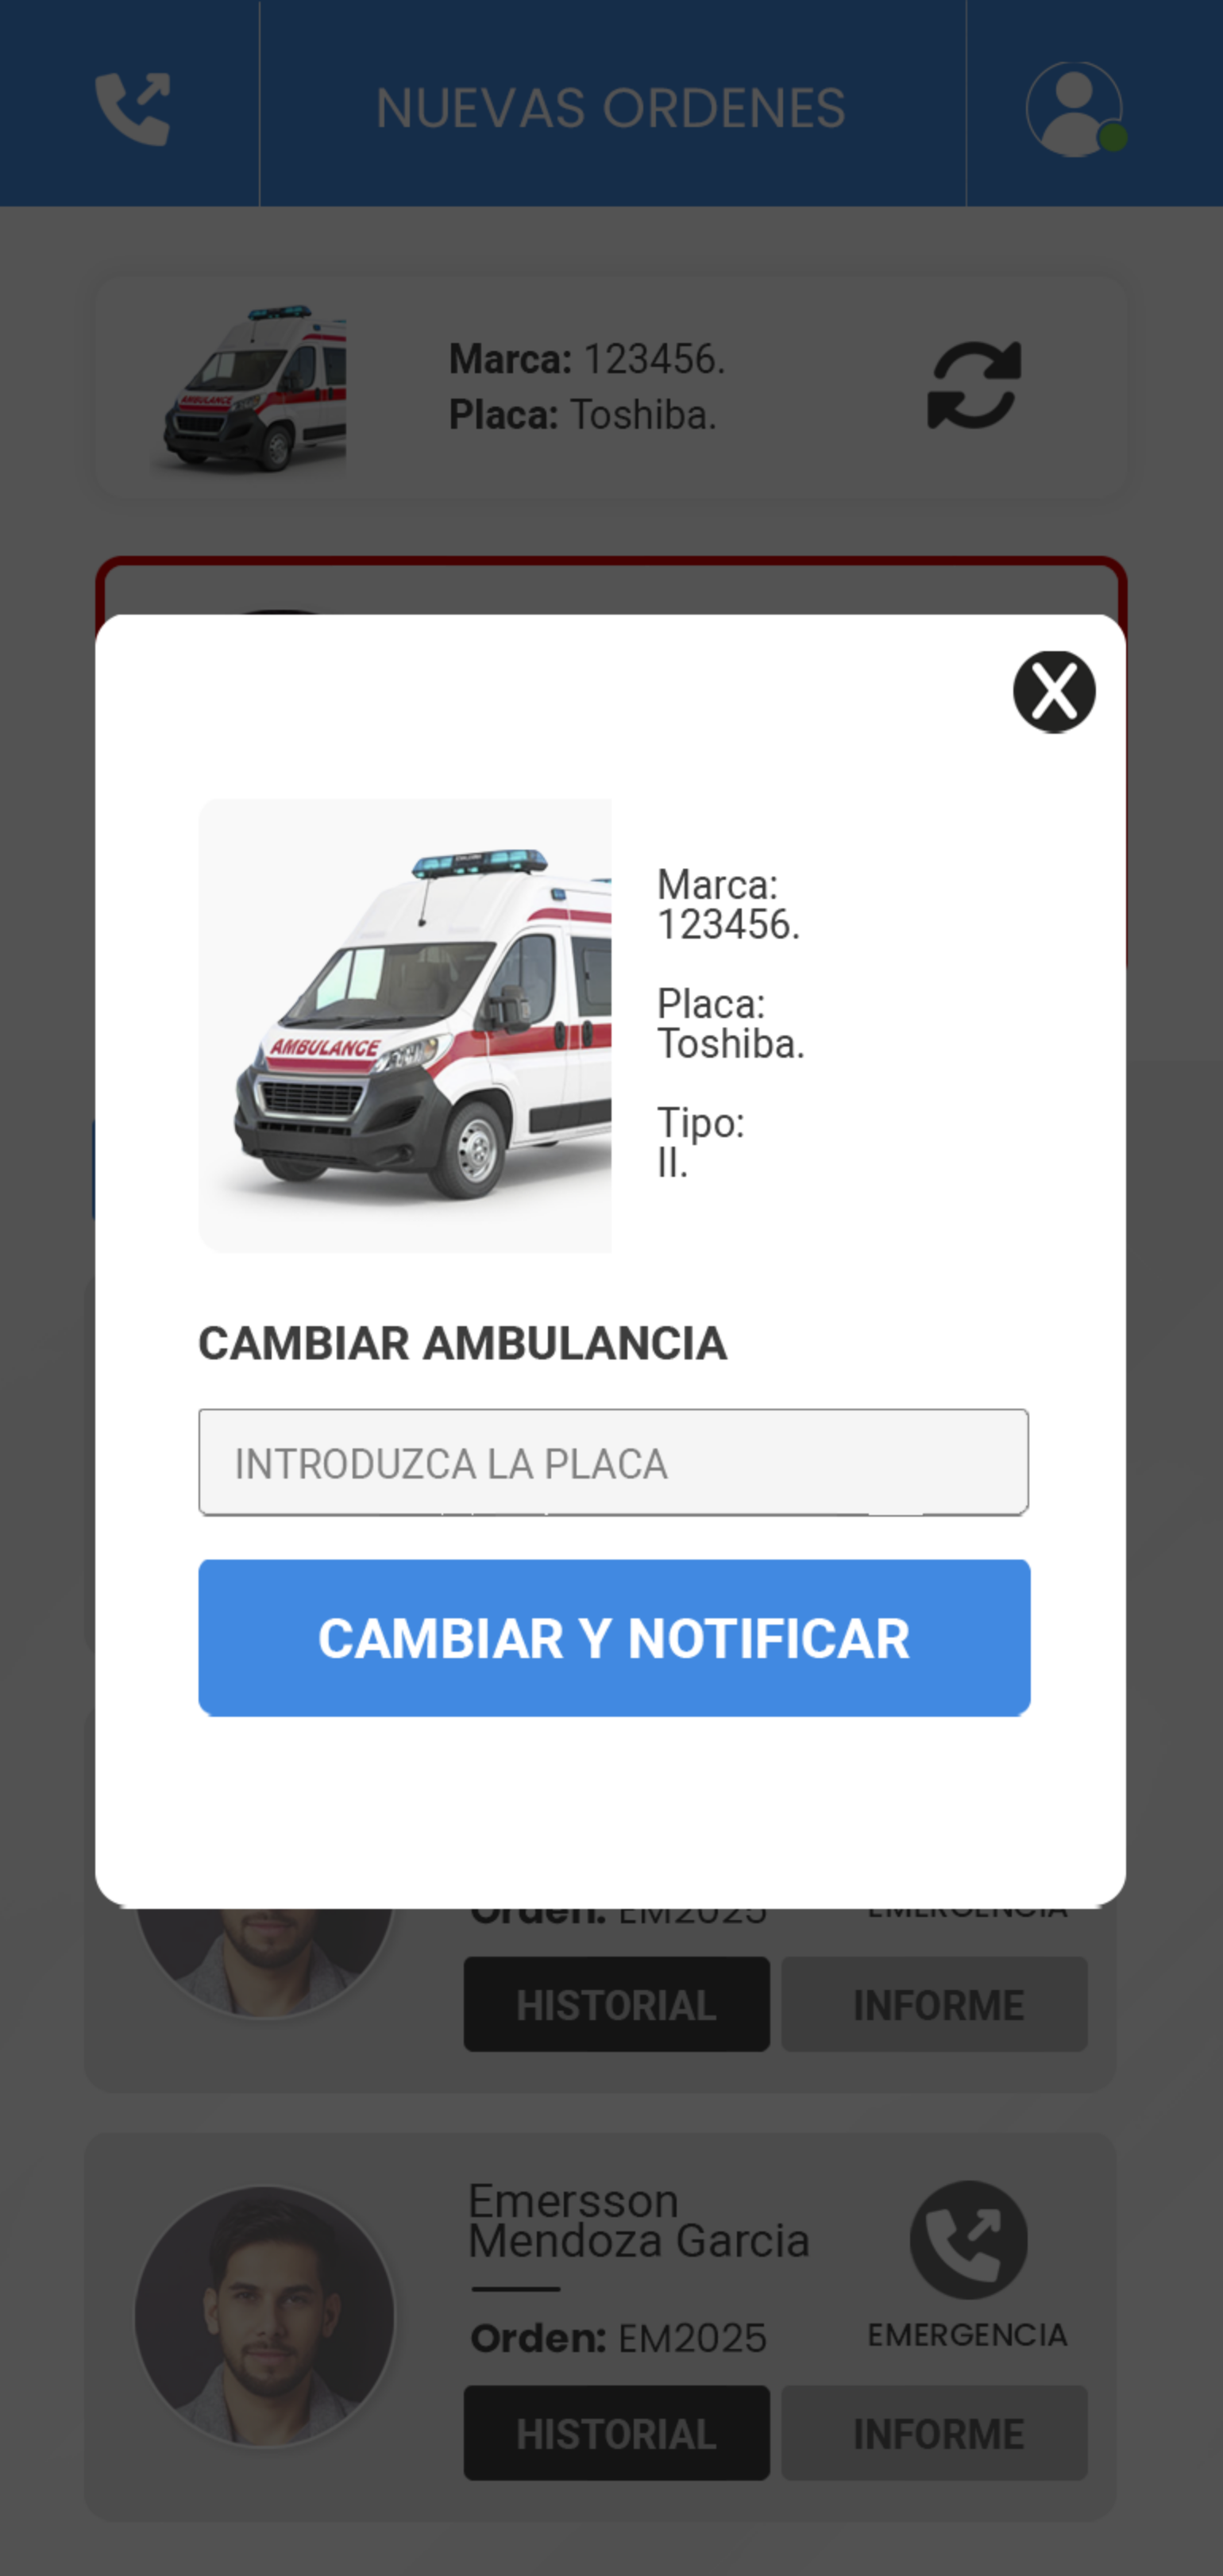 NUEVAS ORDENES
Marca: 123456.
Placa: Toshiba.
X
AMBULANCE
Marca:
123456.
Placa:
Toshiba.
Tipo:
II.
CAMBIAR AMBULANCIA
INTRODUZCA LA PLACA
CAMBIAR Y NOTIFICAR
Orden: EM2025
EMERGENCIA
HISTORIAL
INFORME
Emersson
Mendoza Garcia
Orden: EM2025
EMERGENCIA
HISTORIAL
INFORME